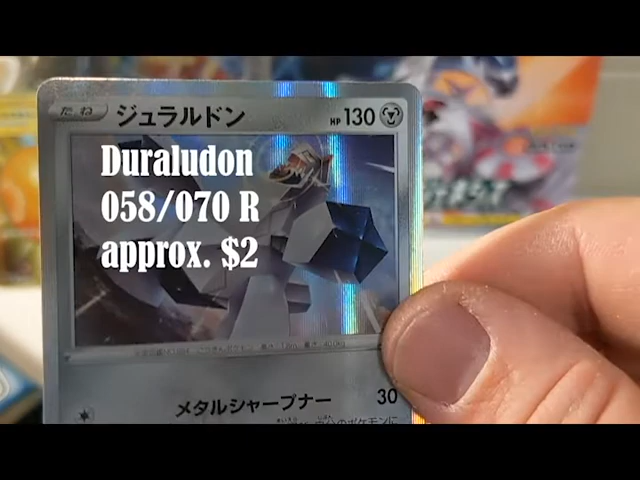 たね ジュラルドン HP 130
Duraludon
058/070 R
approx. $2
メタルシャープナー 30